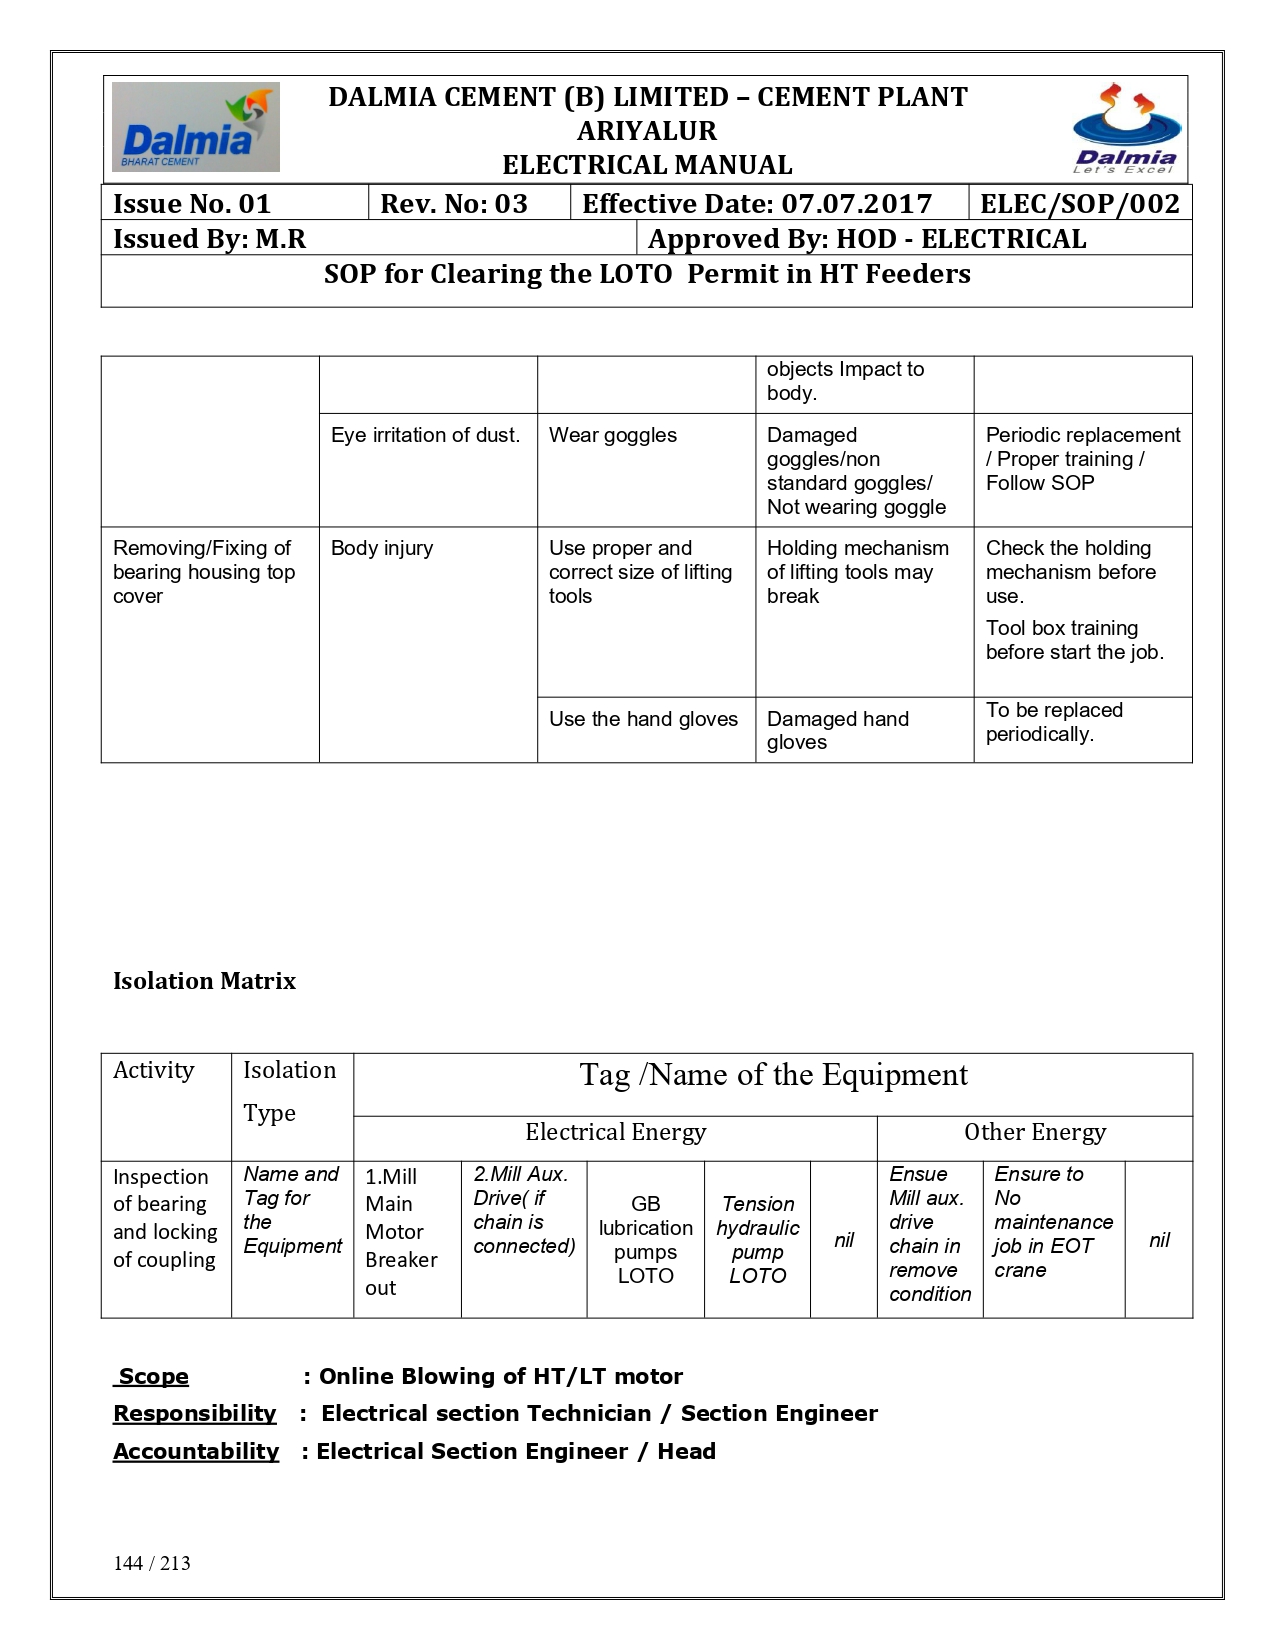 Dalmia
BHARAT CEMENT
DALMIA CEMENT (B) LIMITED – CEMENT PLANT
ARIYALUR
ELECTRICAL MANUAL
Dalmia
Let's Excel
Issue No. 01
Rev. No: 03
Effective Date: 07.07.2017
ELEC/SOP/002
Issued By: M.R
Approved By: HOD - ELECTRICAL
SOP for Clearing the LOTO  Permit in HT Feeders
objects Impact to
body.
Eye irritation of dust.
Wear goggles
Damaged
goggles/non
standard goggles/
Not wearing goggle
Periodic replacement
/ Proper training /
Follow SOP
Removing/Fixing of
bearing housing top
cover
Body injury
Use proper and
correct size of lifting
tools
Holding mechanism
of lifting tools may
break
Check the holding
mechanism before
use.
Tool box training
before start the job.
Use the hand gloves
Damaged hand
gloves
To be replaced
periodically.
Isolation Matrix
Activity
Isolation
Type
Tag /Name of the Equipment
Electrical Energy
Other Energy
Inspection
of bearing
and locking
of coupling
Name and
Tag for
the
Equipment
1.Mill
Main
Motor
Breaker
out
2.Mill Aux.
Drive( if
chain is
connected)
GB
lubrication
pumps
LOTO
Tension
hydraulic
pump
LOTO
nil
Ensue
Mill aux.
drive
chain in
remove
condition
Ensure to
No
maintenance
job in EOT
crane
nil
Scope : Online Blowing of HT/LT motor
Responsibility : Electrical section Technician / Section Engineer
Accountability : Electrical Section Engineer / Head
144 / 213